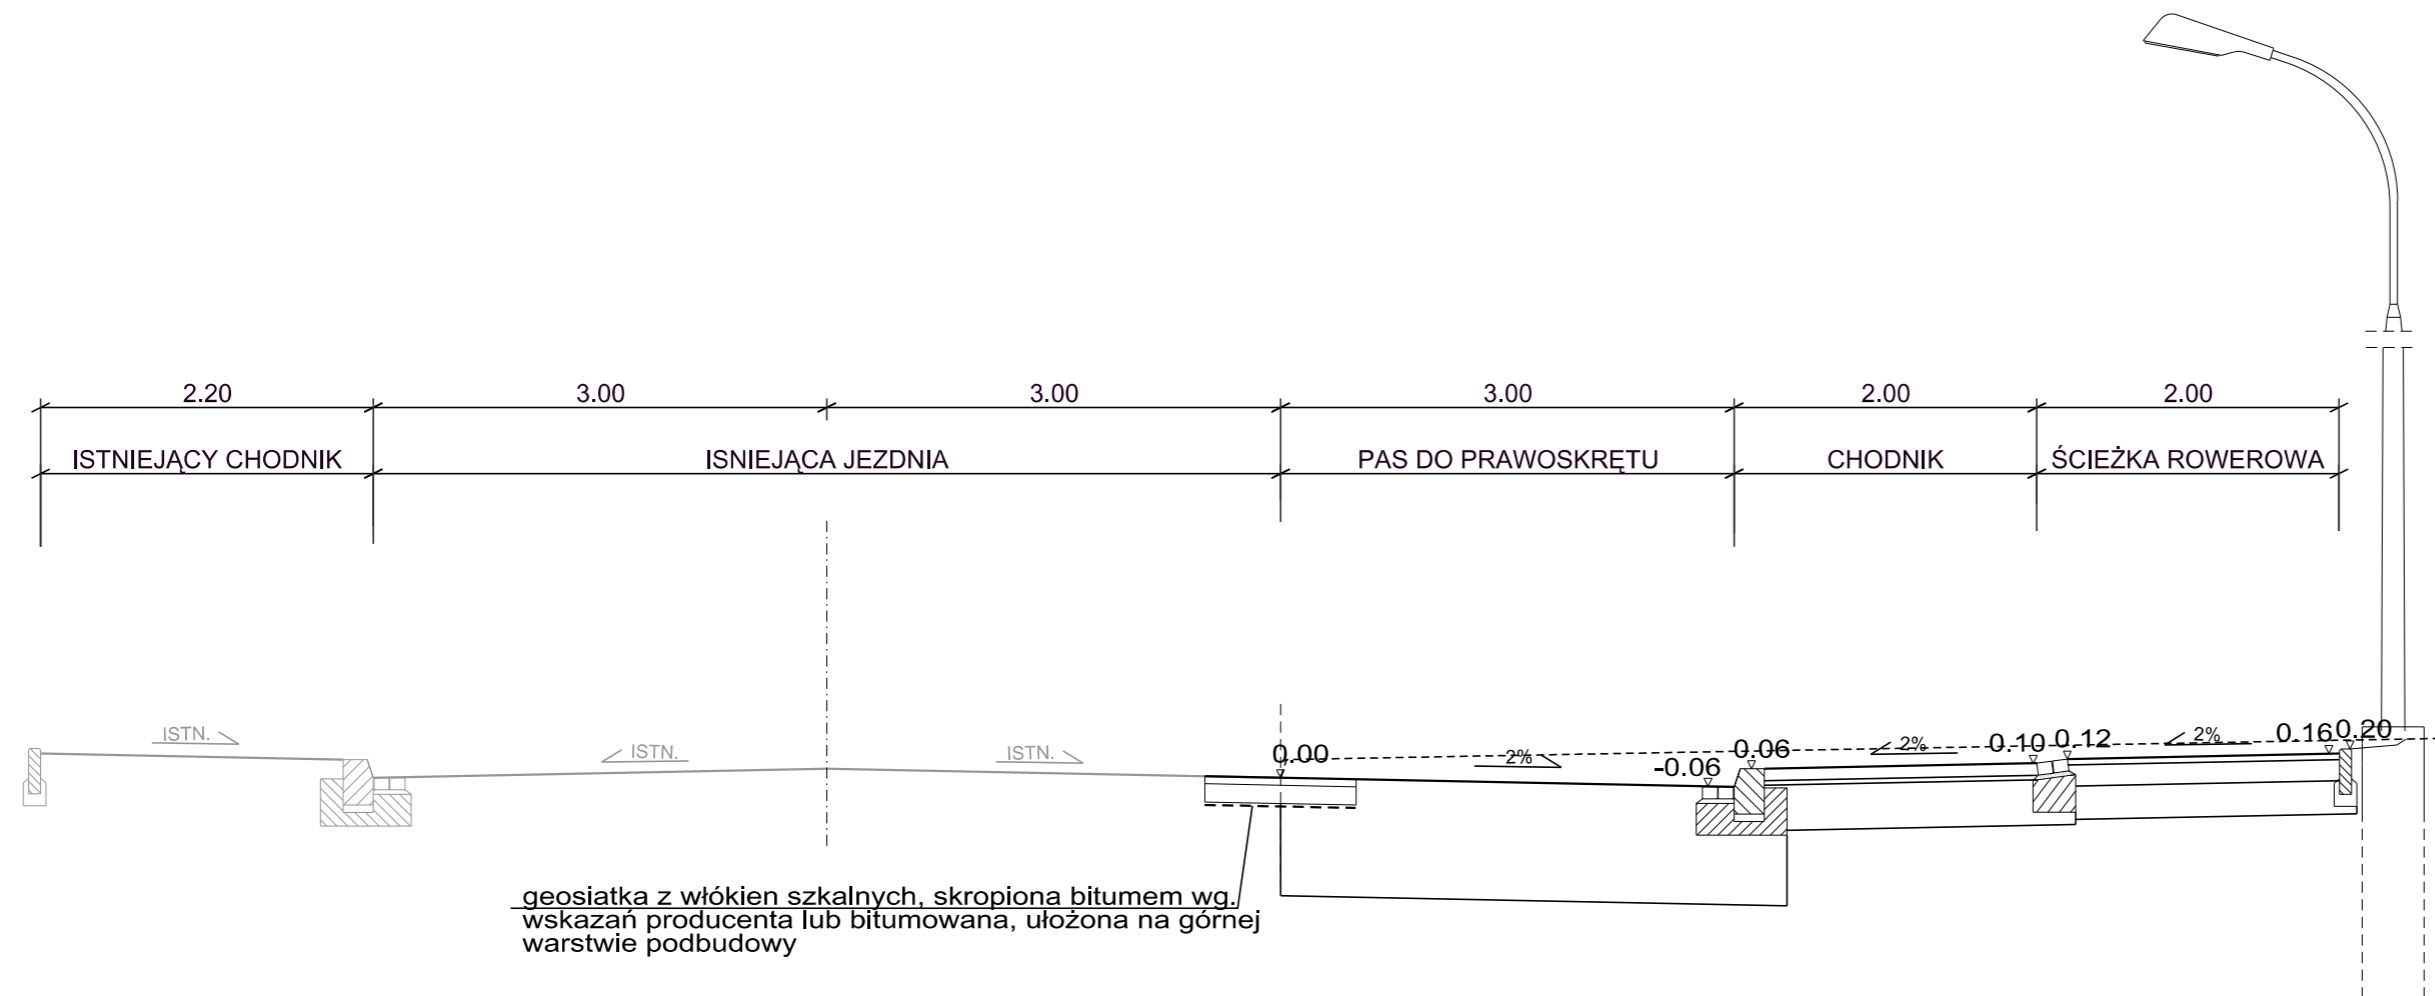 2.20 3.00 3.00 3.00 2.00 2.00
ISTNIEJĄCY CHODNIK ISNIEJĄCA JEZDNIA PAS DO PRAWOSKRĘTU CHODNIK ŚCIEŻKA ROWEROWA
ISTN. ISTN. ISTN. 0.00 2% -0.06 0.06 2% 0.10 0.12 2% 0.16 0.20
geosiatka z włókien szkalnych, skropiona bitumem wg.
wskazań producenta lub bitumowana, ułożona na górnej
warstwie podbudowy